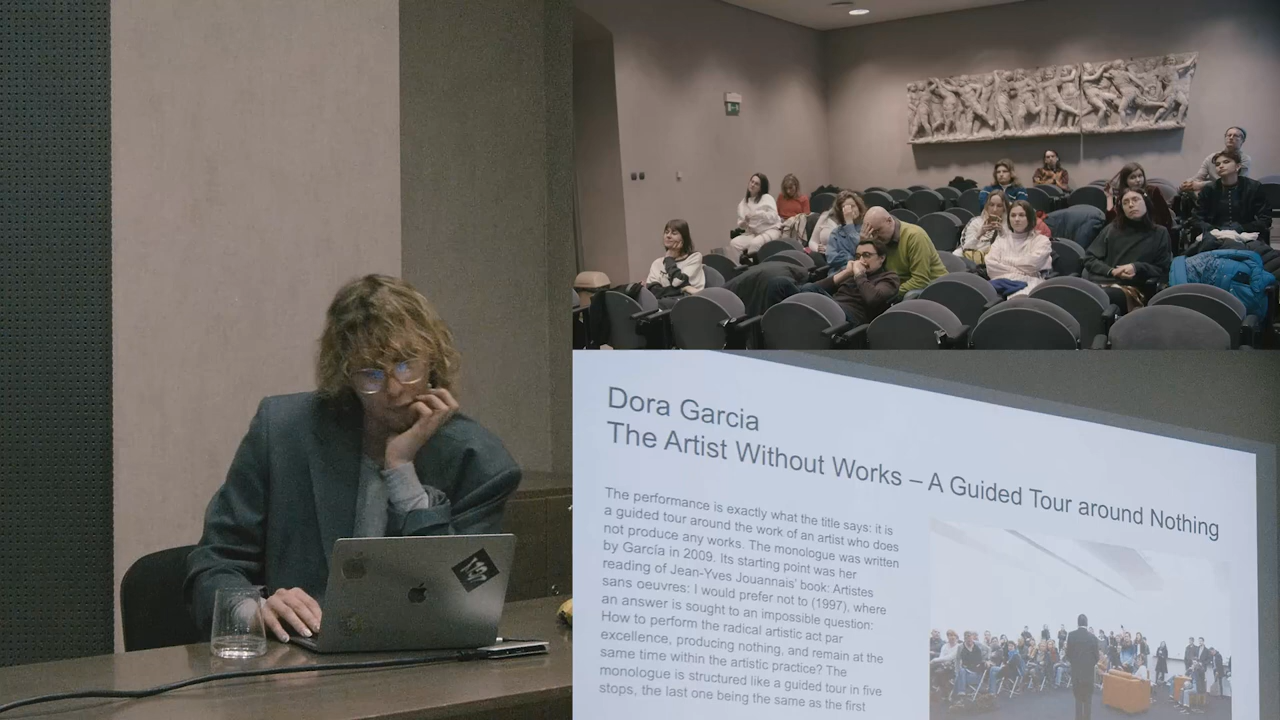 Dora Garcia
The Artist Without Works – A Guided Tour around Nothing
The performance is exactly what the title says: it is
a guided tour around the work of an artist who does
not produce any works. The monologue was written
by García in 2009. Its starting point was her
reading of Jean-Yves Jouannais' book: Artistes
sans oeuvres: I would prefer not to (1997), where
an answer is sought to an impossible question:
How to perform the radical artistic act par
excellence, producing nothing, and remain at the
same time within the artistic practice? The
monologue is structured like a guided tour in five
stops, the last one being the same as the first